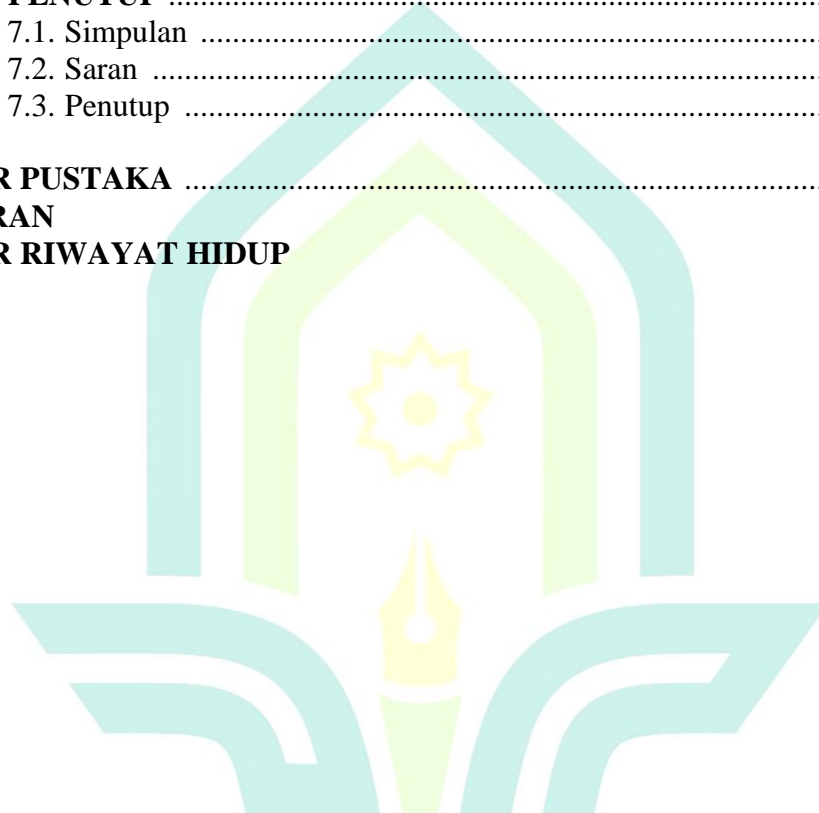 PENUTUP ........................................................................................
7.1. Simpulan ...................................................................................
7.2. Saran .........................................................................................
7.3. Penutup .....................................................................................
R PUSTAKA .....................................................................................
RAN
R RIWAYAT HIDUP